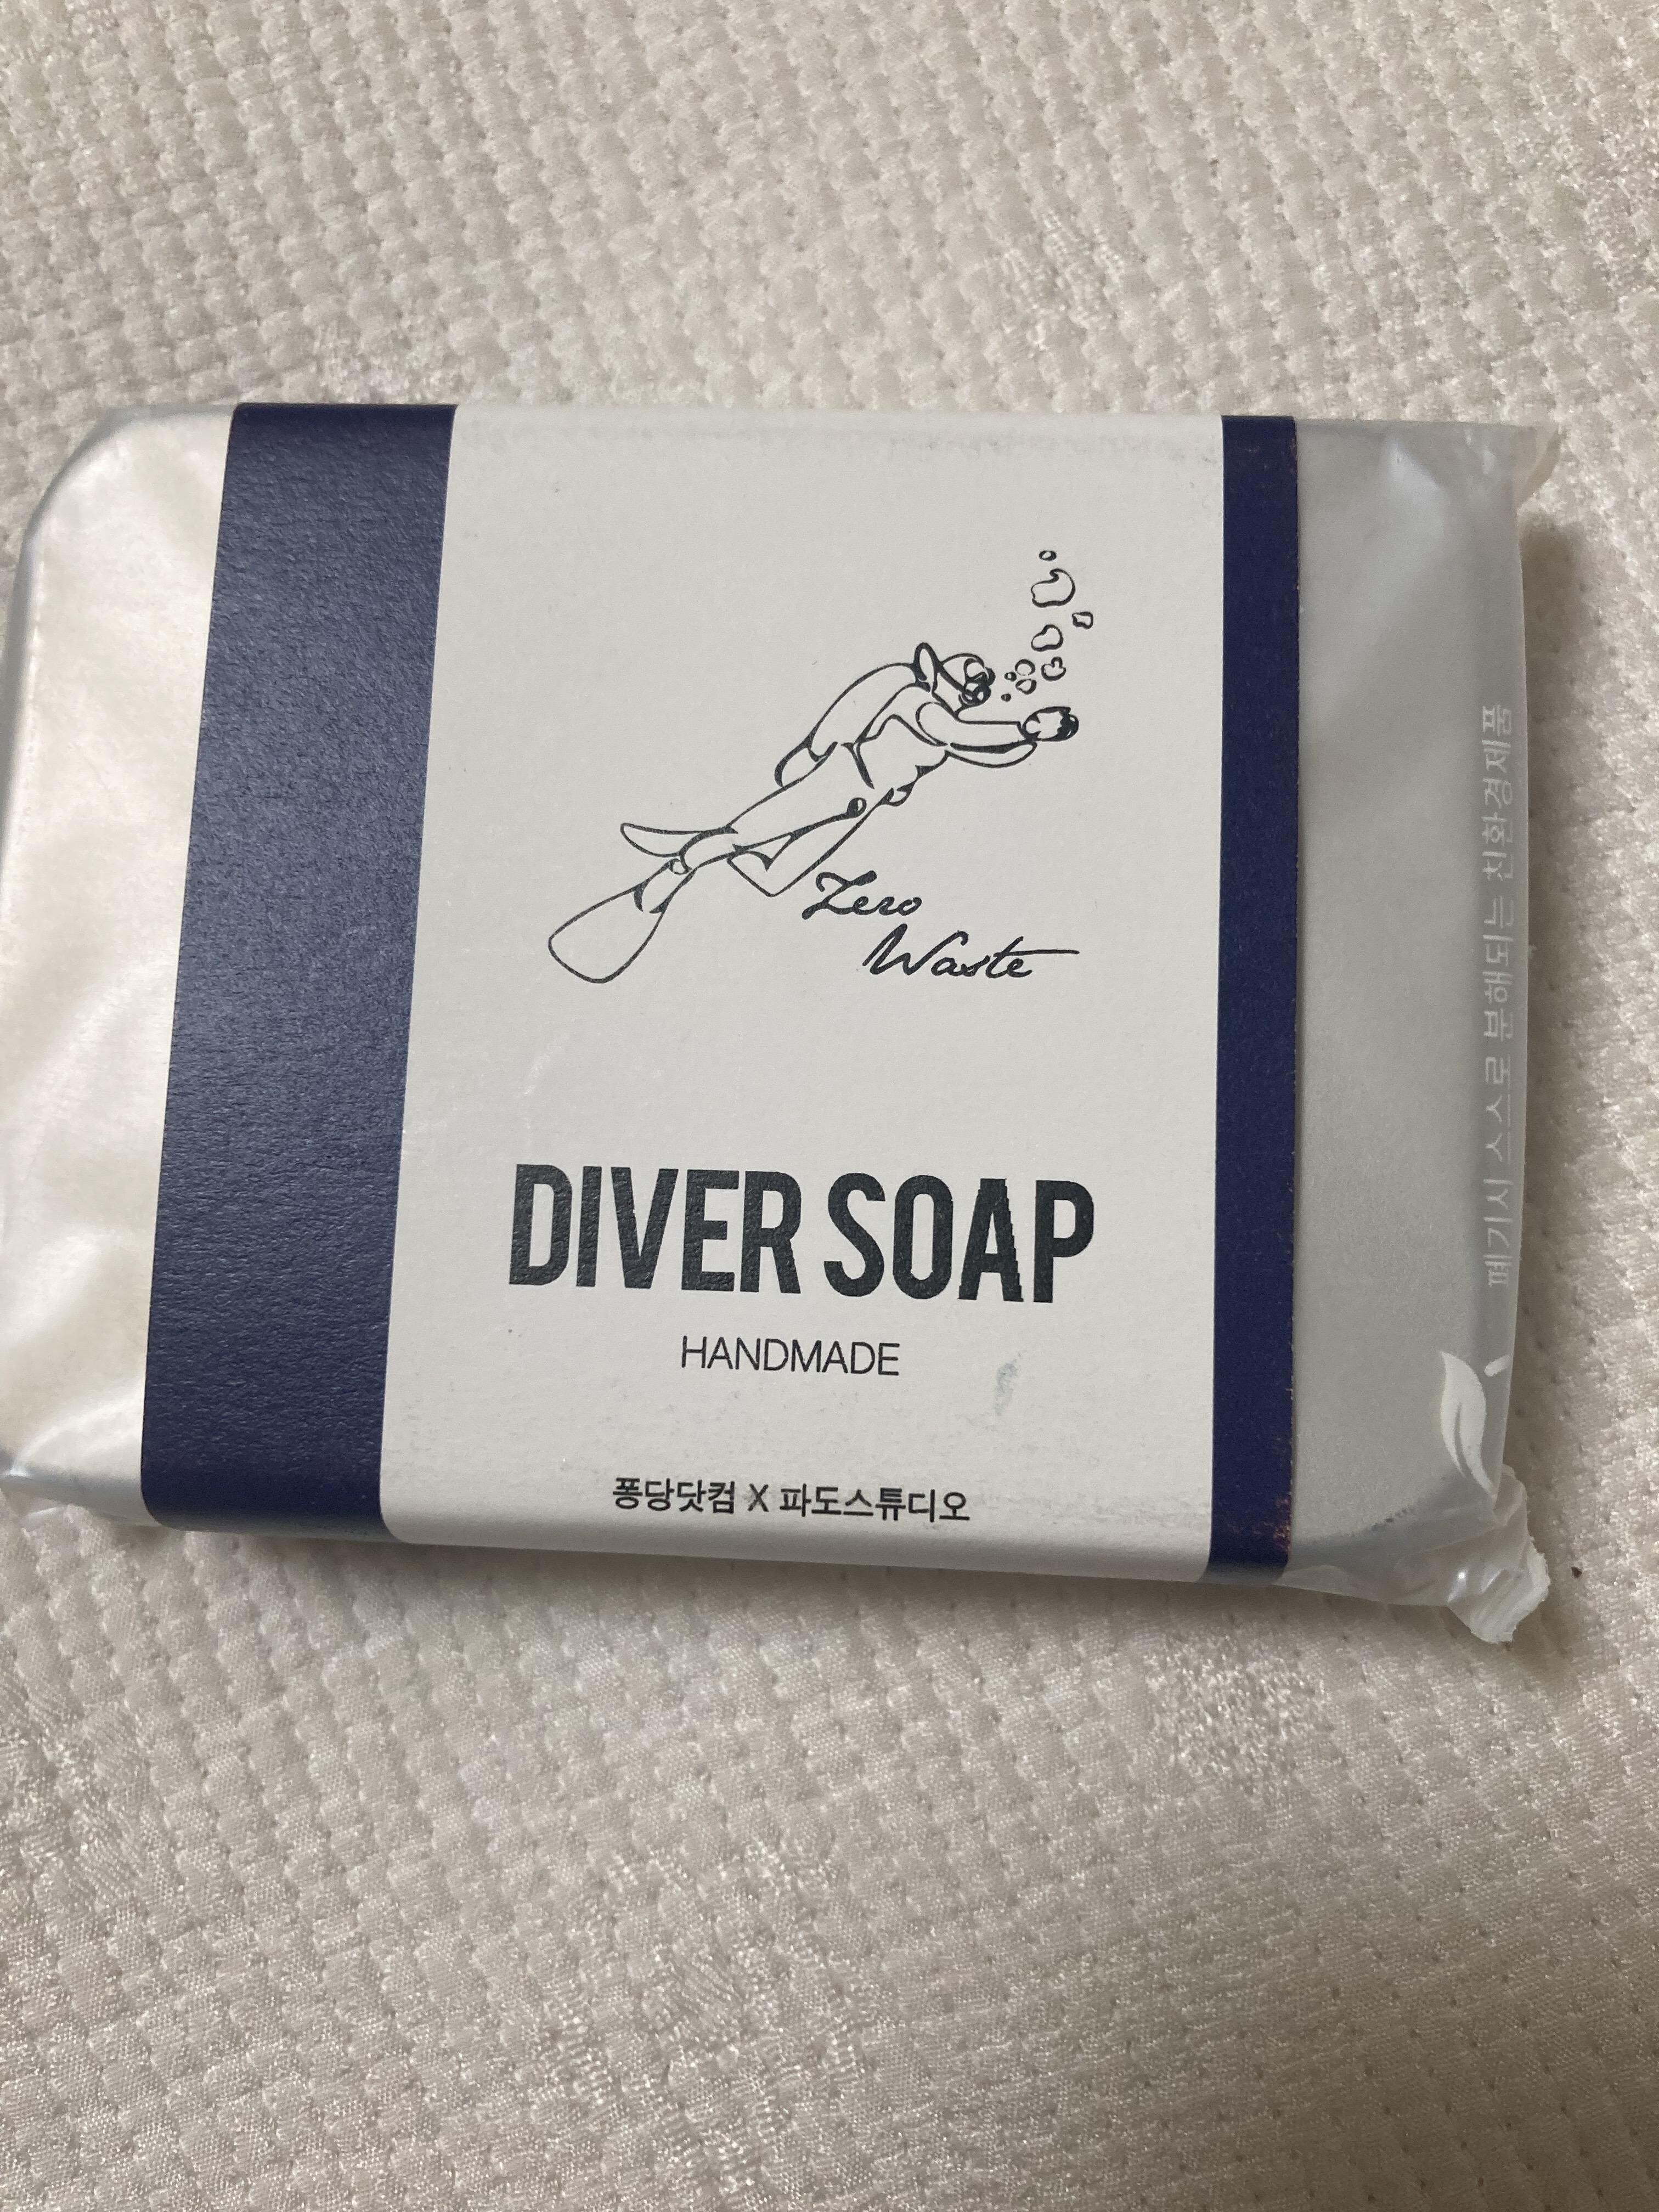 Zero
Waste
DIVER SOAP
HANDMADE
퐁당닷컴 X 파도스튜디오
폐기시 스스로 분해되는 친환경제품